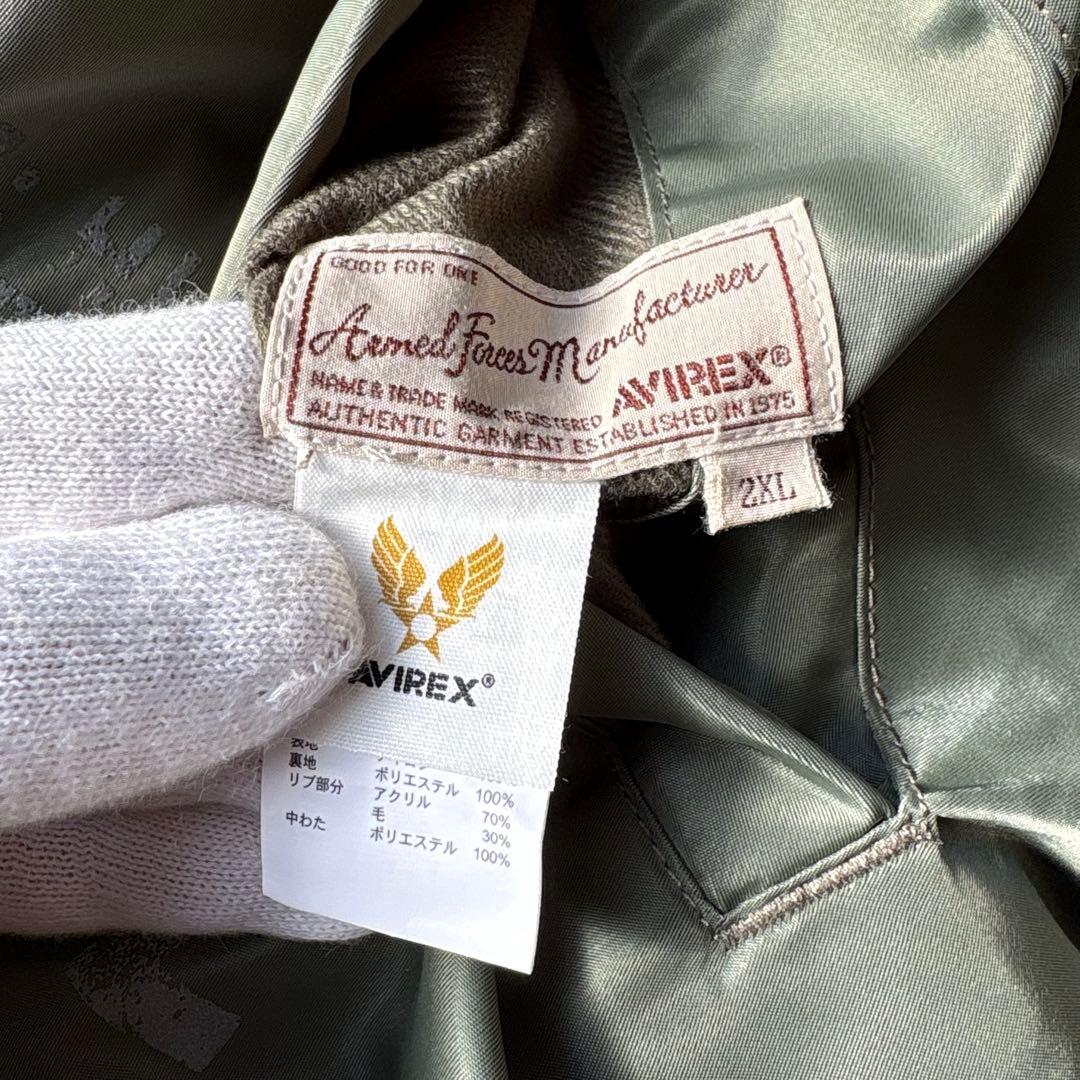 GOOD FOR ONE
Armed Forces Manufacturer
NAME & TRADE MARK REGISTERED AVIREX®
AUTHENTIC GARMENT ESTABLISHED IN 1975
2XL
AVIREX®
表地
裏地 ポリエステル 100%
リブ部分 アクリル 70%
毛 30%
中わた ポリエステル 100%